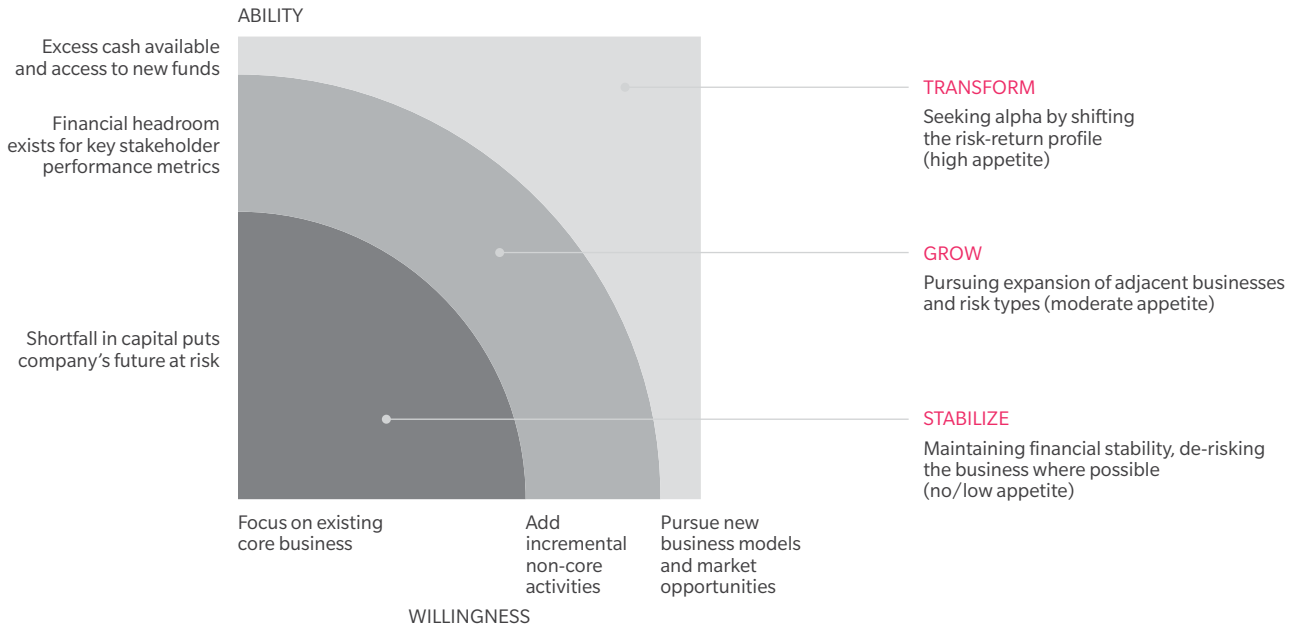 ABILITY
Excess cash available
and access to new funds
Financial headroom
exists for key stakeholder
performance metrics
Shortfall in capital puts
company’s future at risk
TRANSFORM
Seeking alpha by shifting
the risk-return profile
(high appetite)
GROW
Pursuing expansion of adjacent businesses
and risk types (moderate appetite)
STABILIZE
Maintaining financial stability, de-risking
the business where possible
(no/low appetite)
Focus on existing
core business
Add
incremental
non-core
activities
Pursue new
business models
and market
opportunities
WILLINGNESS